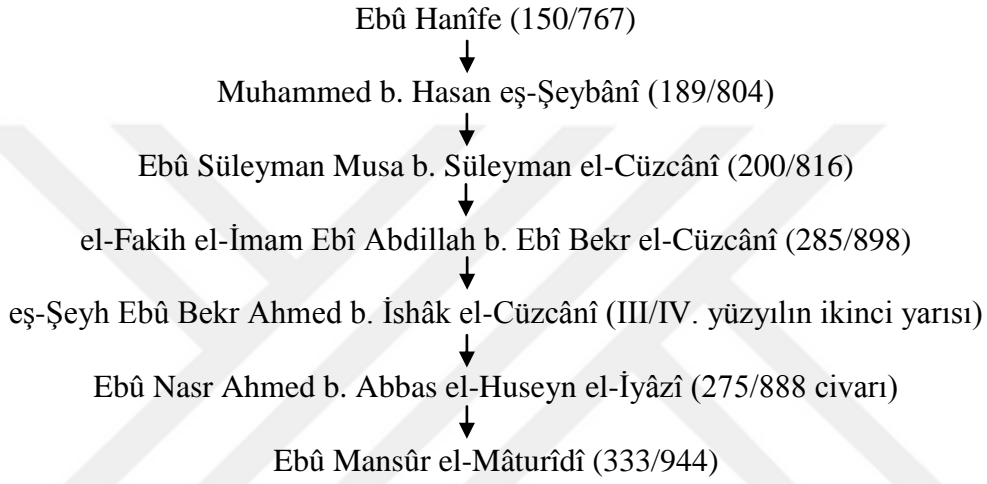 Ebû Hanîfe (150/767)
Muhammed b. Hasan eş-Şeybânî (189/804)
Ebû Süleyman Musa b. Süleyman el-Cüzcânî (200/816)
el-Fakih el-İmam Ebî Abdillah b. Ebî Bekr el-Cüzcânî (285/898)
eş-Şeyh Ebû Bekr Ahmed b. İshâk el-Cüzcânî (III/IV. yüzyılın ikinci yarısı)
Ebû Nasr Ahmed b. Abbas el-Huseyn el-İyâzî (275/888 civarı)
Ebû Mansûr el-Mâturîdî (333/944)